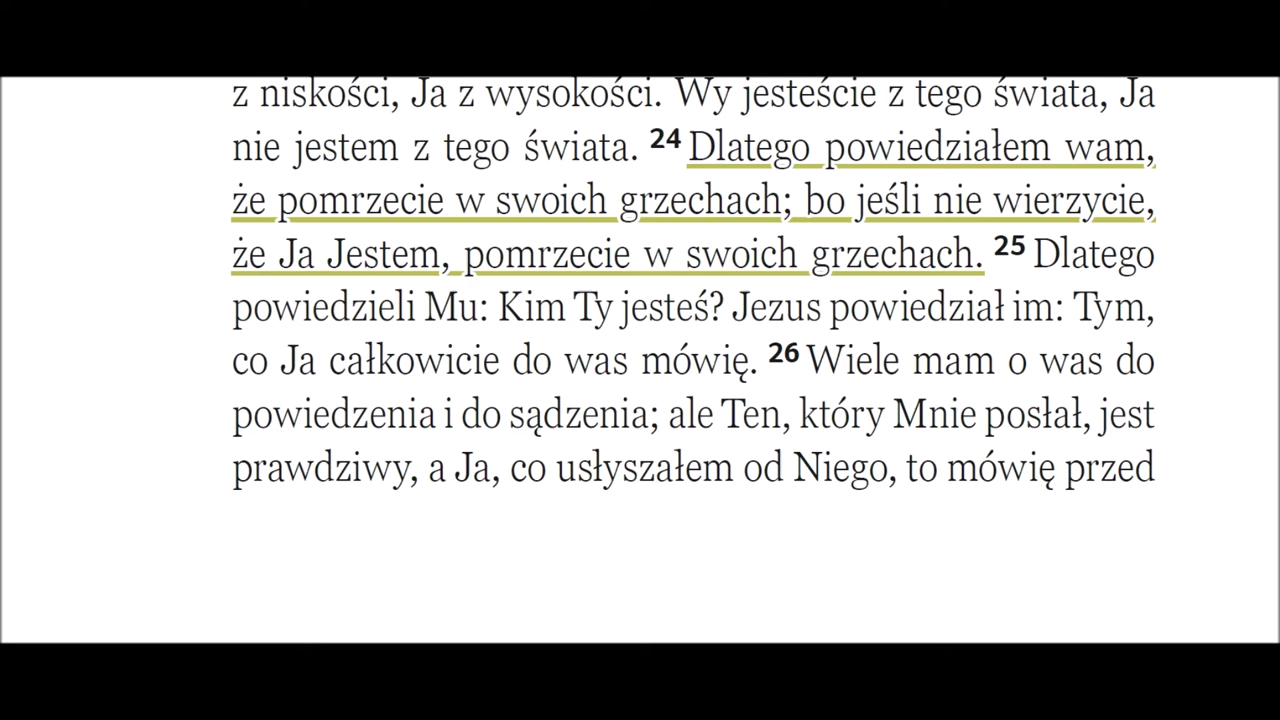 z niskości, Ja z wysokości. Wy jesteście z tego świata, Ja
nie jestem z tego świata. 24 Dlatego powiedziałem wam,
że pomrzecie w swoich grzechach; bo jeśli nie wierzycie,
że Ja Jestem, pomrzecie w swoich grzechach. 25 Dlatego
powiedzieli Mu: Kim Ty jesteś? Jezus powiedział im: Tym,
co Ja całkowicie do was mówię. 26 Wiele mam o was do
powiedzenia i do sądzenia; ale Ten, który Mnie posłał, jest
prawdziwy, a Ja, co usłyszałem od Niego, to mówię przed